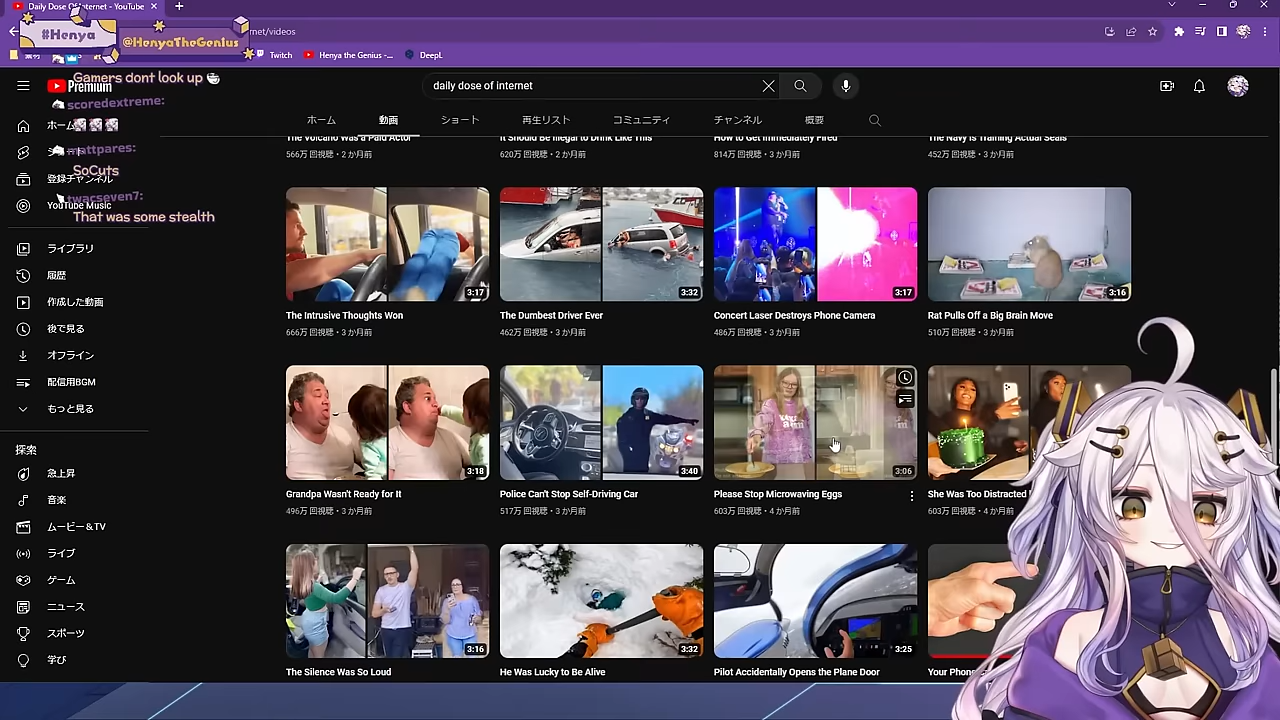 Daily Dose Of Internet - YouTube
#Henya
@HenyaTheGenius
rnet/videos
Twitch
Henya the Genius -...
DeepL
Gamers dont look up
Premium
scoredextreme:
ホーム
mattpares:
SoCuts
登録チャンネル
twacseven7:
YouTube Music
That was some stealth
ライブラリ
履歴
作成した動画
後で見る
オフライン
配信用BGM
もっと見る
探索
急上昇
音楽
ムービー&TV
ライブ
ゲーム
ニュース
スポーツ
学び
daily dose of internet
ホーム 動画 ショート 再生リスト コミュニティ チャンネル 概要
The Volcano Was a Paid Actor It Should Be Illegal to Drink Like This How to Get Immediately Fired The Navy is Training Actual Seals
566万 回視聴・2 か月前 620万 回視聴・2 か月前 814万 回視聴・3 か月前 452万 回視聴・3 か月前
3:17 3:32 3:17 3:16
The Intrusive Thoughts Won The Dumbest Driver Ever Concert Laser Destroys Phone Camera Rat Pulls Off a Big Brain Move
666万 回視聴・3 か月前 462万 回視聴・3 か月前 486万 回視聴・3 か月前 510万 回視聴・3 か月前
3:18 3:40 3:06
Grandpa Wasn't Ready for It Police Can't Stop Self-Driving Car Please Stop Microwaving Eggs She Was Too Distracted
496万 回視聴・3 か月前 517万 回視聴・3 か月前 603万 回視聴・4 か月前 603万 回視聴・4 か月前
3:16 3:32 3:25
The Silence Was So Loud He Was Lucky to Be Alive Pilot Accidentally Opens the Plane Door Your Phone